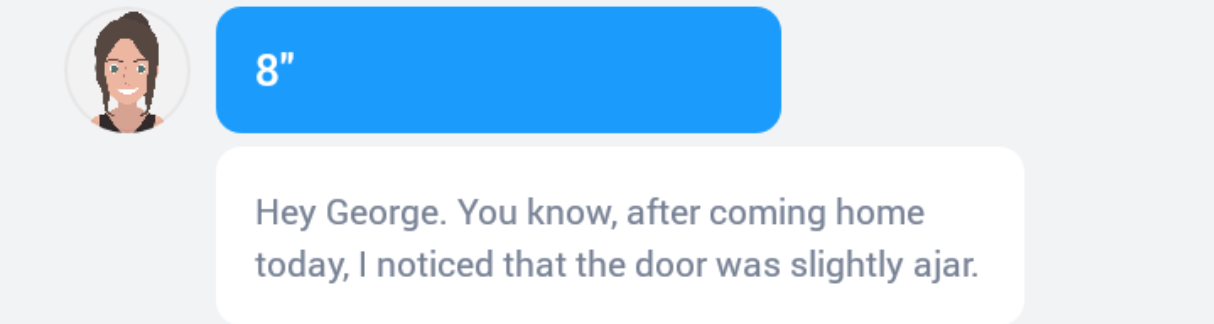 8"
Hey George. You know, after coming home
today, I noticed that the door was slightly ajar.